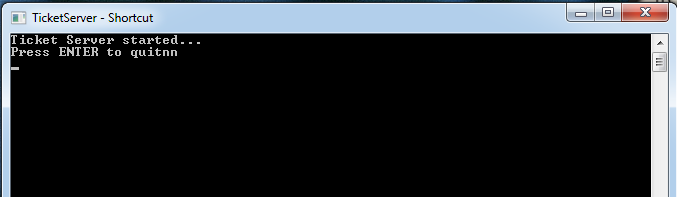 TicketServer - Shortcut
Ticket Server started...
Press ENTER to quitnn